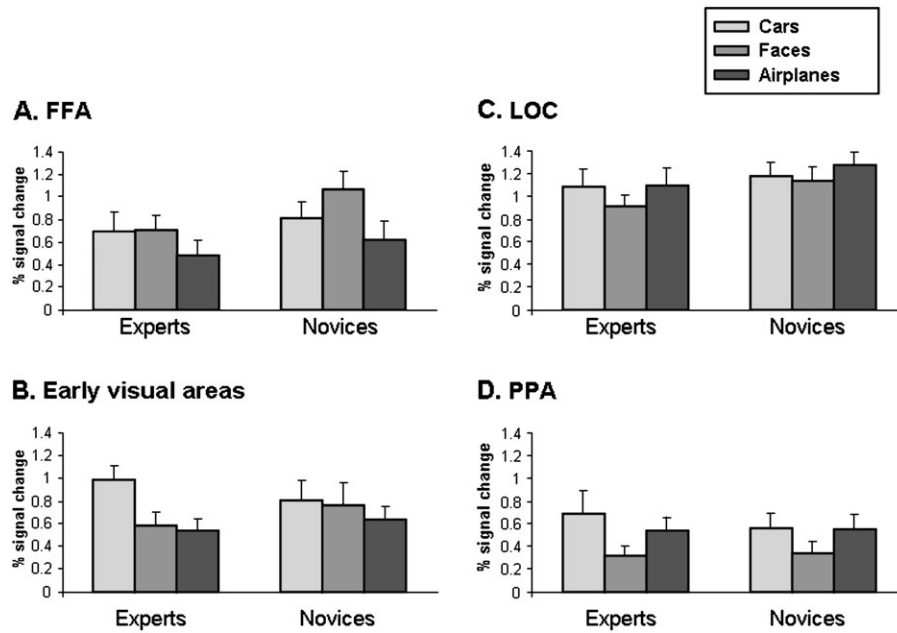 Cars
Faces
Airplanes
A. FFA
% signal change
1.4
1.2
1
0.8
0.6
0.4
0.2
0
Experts Novices
C. LOC
% signal change
1.4
1.2
1
0.8
0.6
0.4
0.2
0
Experts Novices
B. Early visual areas
% signal change
1.4
1.2
1
0.8
0.6
0.4
0.2
0
Experts Novices
D. PPA
% signal change
1.4
1.2
1
0.8
0.6
0.4
0.2
0
Experts Novices